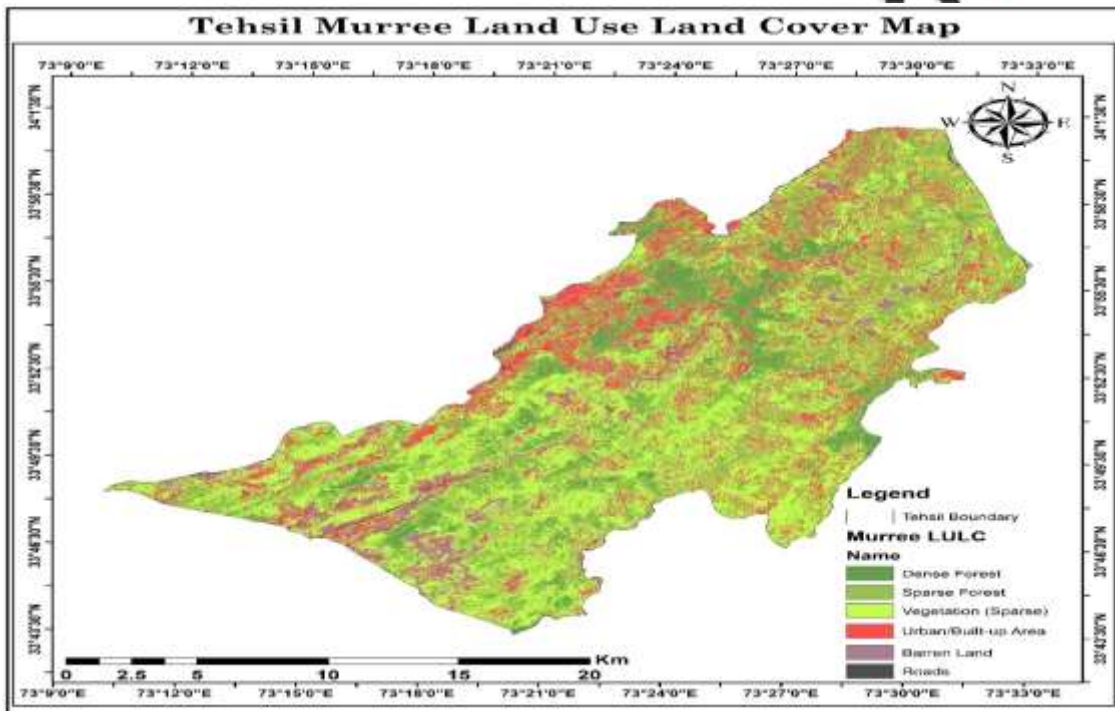 Tehsil Murree Land Use Land Cover Map
73°9'0"E 73°12'0"E 73°15'0"E 73°18'0"E 73°21'0"E 73°24'0"E 73°27'0"E 73°30'0"E 73°33'0"E
N
W E
S
Legend
Tehsil Boundary
Murree LULC
Name
Dense Forest
Sparse Forest
Vegetation (Sparse)
Urban/Built-up Area
Barren Land
Roads
Km
0 2.5 5 10 15 20
73°9'0"E 73°12'0"E 73°15'0"E 73°18'0"E 73°21'0"E 73°24'0"E 73°27'0"E 73°30'0"E 73°33'0"E